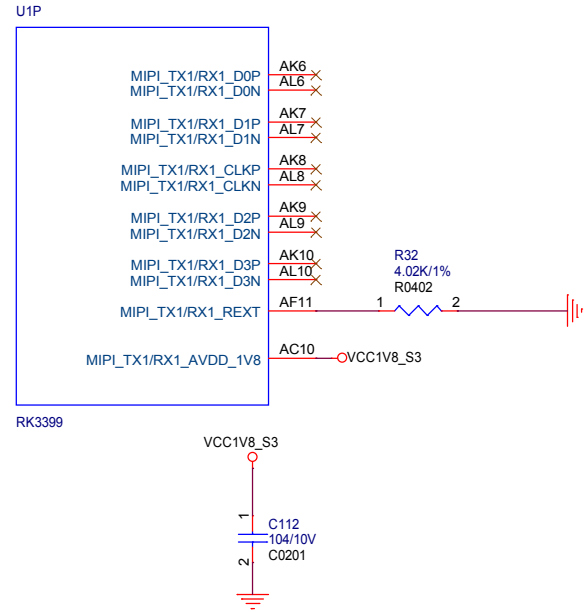 U1P
MIPI_TX1/RX1_D0P AK6
MIPI_TX1/RX1_D0N AL6
MIPI_TX1/RX1_D1P AK7
MIPI_TX1/RX1_D1N AL7
MIPI_TX1/RX1_CLKP AK8
MIPI_TX1/RX1_CLKN AL8
MIPI_TX1/RX1_D2P AK9
MIPI_TX1/RX1_D2N AL9
MIPI_TX1/RX1_D3P AK10
MIPI_TX1/RX1_D3N AL10
R32
4.02K/1%
R0402
MIPI_TX1/RX1_REXT AF11 1 2
MIPI_TX1/RX1_AVDD_1V8 AC10 VCC1V8_S3
RK3399
VCC1V8_S3
1
C112
104/10V
C0201
2